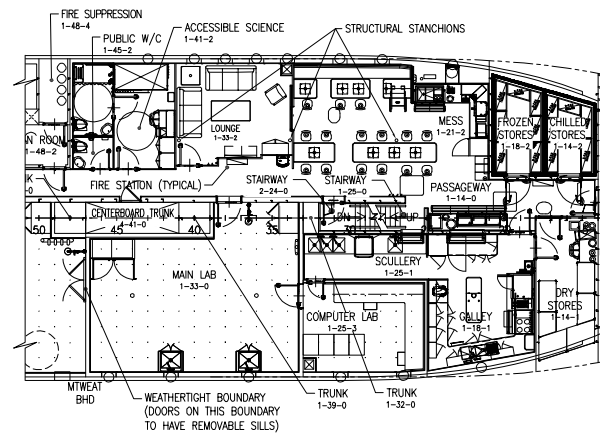 FIRE SUPPRESSION
1-48-4
PUBLIC W/C
1-45-2
ACCESSIBLE SCIENCE
1-41-2
STRUCTURAL STANCHIONS
LOUNGE
1-33-2
MESS
1-21-2
FROZEN
STORES
1-18-2
CHILLED
STORES
1-14-2
ROOM
1-48-2
FIRE STATION (TYPICAL)
STAIRWAY
2-24-0
STAIRWAY
1-25-0
PASSAGEWAY
1-14-0
CENTERBOARD TRUNK
4-41-0
DN
UP
50
45
40
35
30
MAIN LAB
1-33-0
SCULLERY
1-25-1
COMPUTER LAB
1-25-3
GALLEY
1-18-1
DRY
STORES
1-14-1
MTWEAT
BHD
WEATHERTIGHT BOUNDARY
(DOORS ON THIS BOUNDARY
TO HAVE REMOVABLE SILLS)
TRUNK
1-39-0
TRUNK
1-32-0